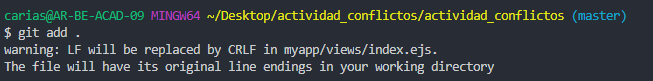 carias@AR-BE-ACAD-09 MINGW64 ~/Desktop/actividad_conflictos/actividad_conflictos (master)
$ git add .
warning: LF will be replaced by CRLF in myapp/views/index.ejs.
The file will have its original line endings in your working directory